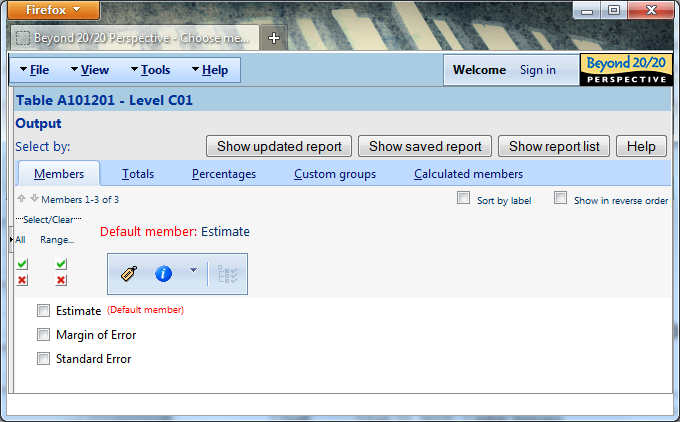 Firefox
Beyond 20/20 Perspective - Choose me...
File View Tools Help
Welcome Sign in
Beyond 20/20
PERSPECTIVE
Table A101201 - Level C01
Output
Select by:
Show updated report Show saved report Show report list Help
Members Totals Percentages Custom groups Calculated members
Members 1-3 of 3
Sort by label Show in reverse order
Select/Clear
All Range...
Default member: Estimate
Estimate (Default member)
Margin of Error
Standard Error